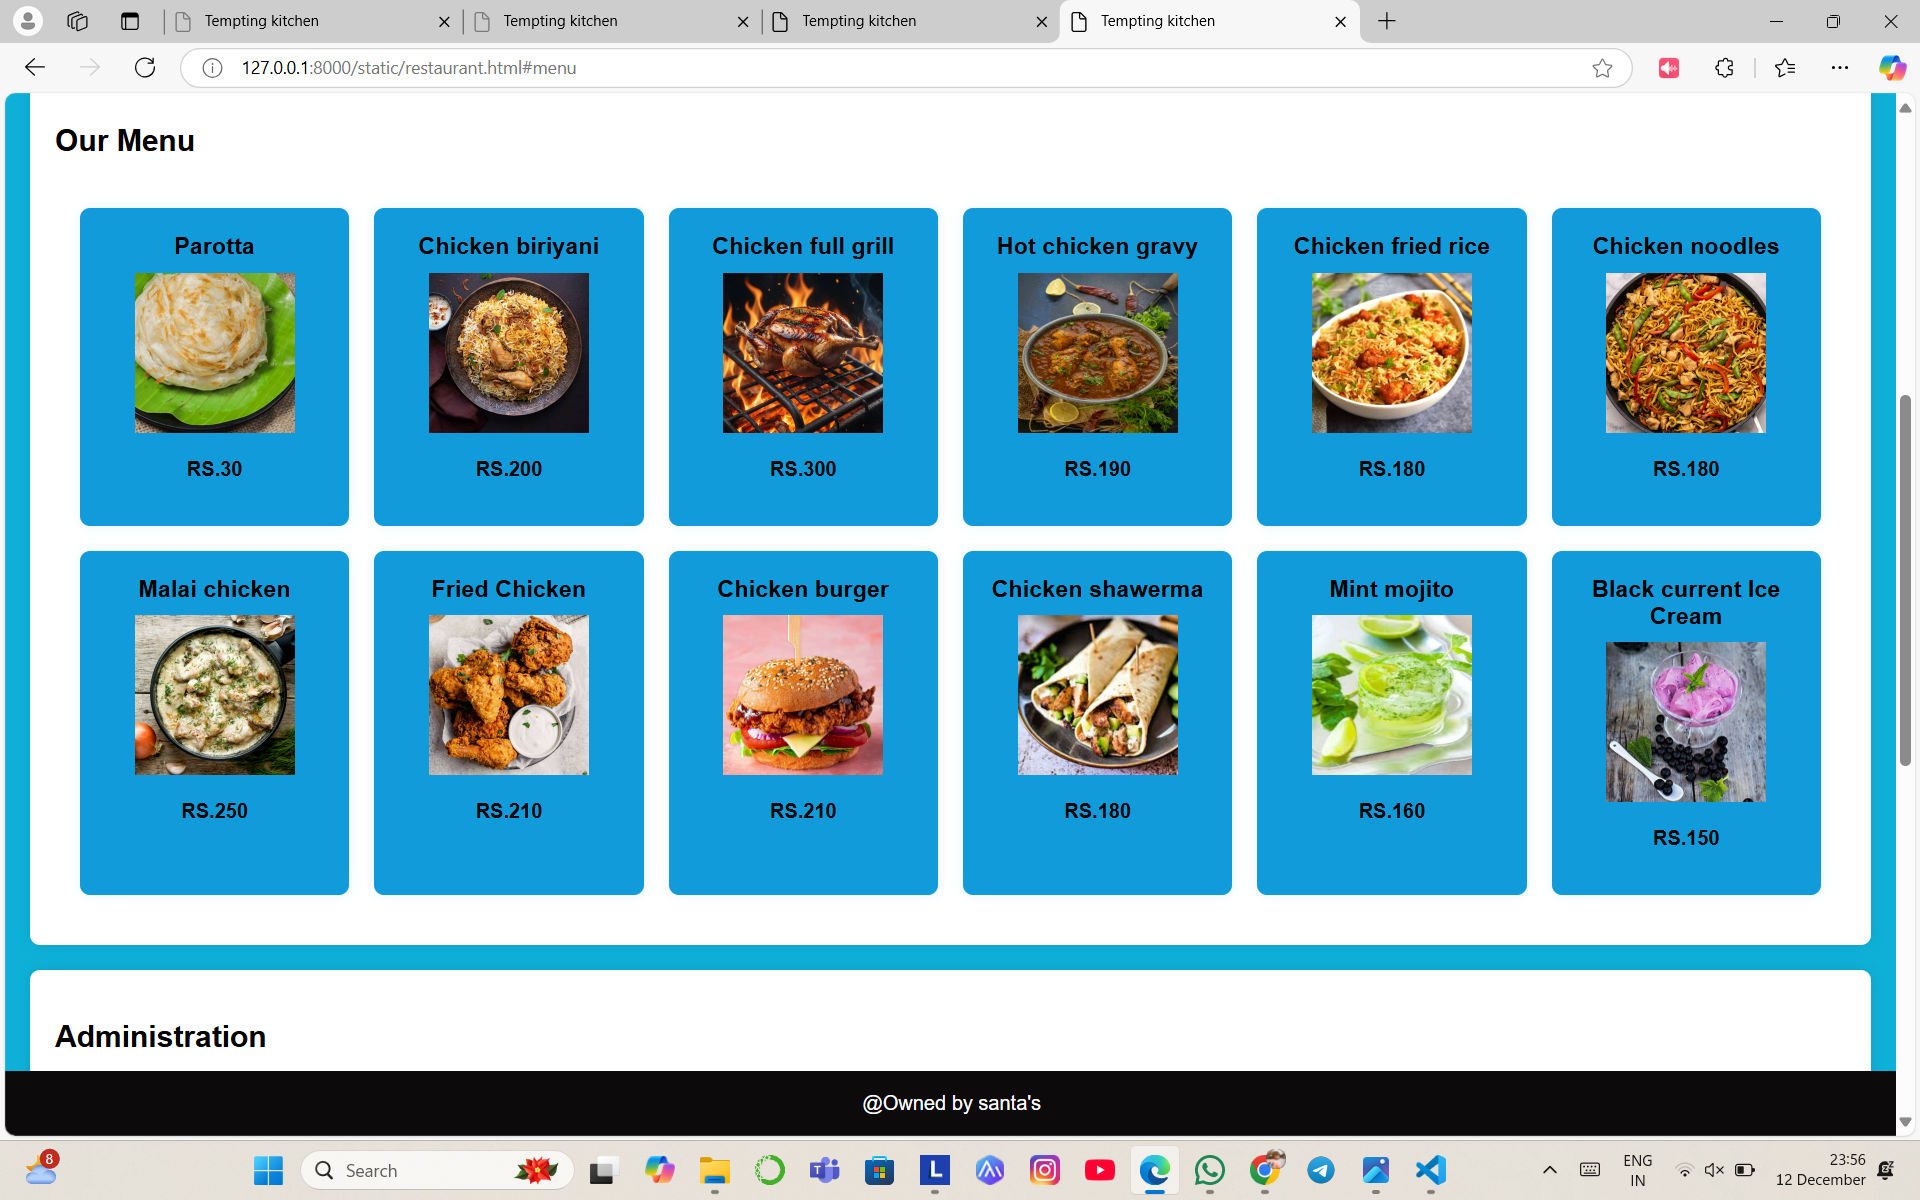 Tempting kitchen
Tempting kitchen
Tempting kitchen
Tempting kitchen
127.0.0.1:8000/static/restaurant.html#menu
Our Menu
Parotta
Chicken biriyani
Chicken full grill
Hot chicken gravy
Chicken fried rice
Chicken noodles
RS.30
RS.200
RS.300
RS.190
RS.180
RS.180
Malai chicken
Fried Chicken
Chicken burger
Chicken shawerma
Mint mojito
Black current Ice
Cream
RS.250
RS.210
RS.210
RS.180
RS.160
RS.150
Administration
@Owned by santa's
8
Search
L
ENG
IN
23:56
12 December